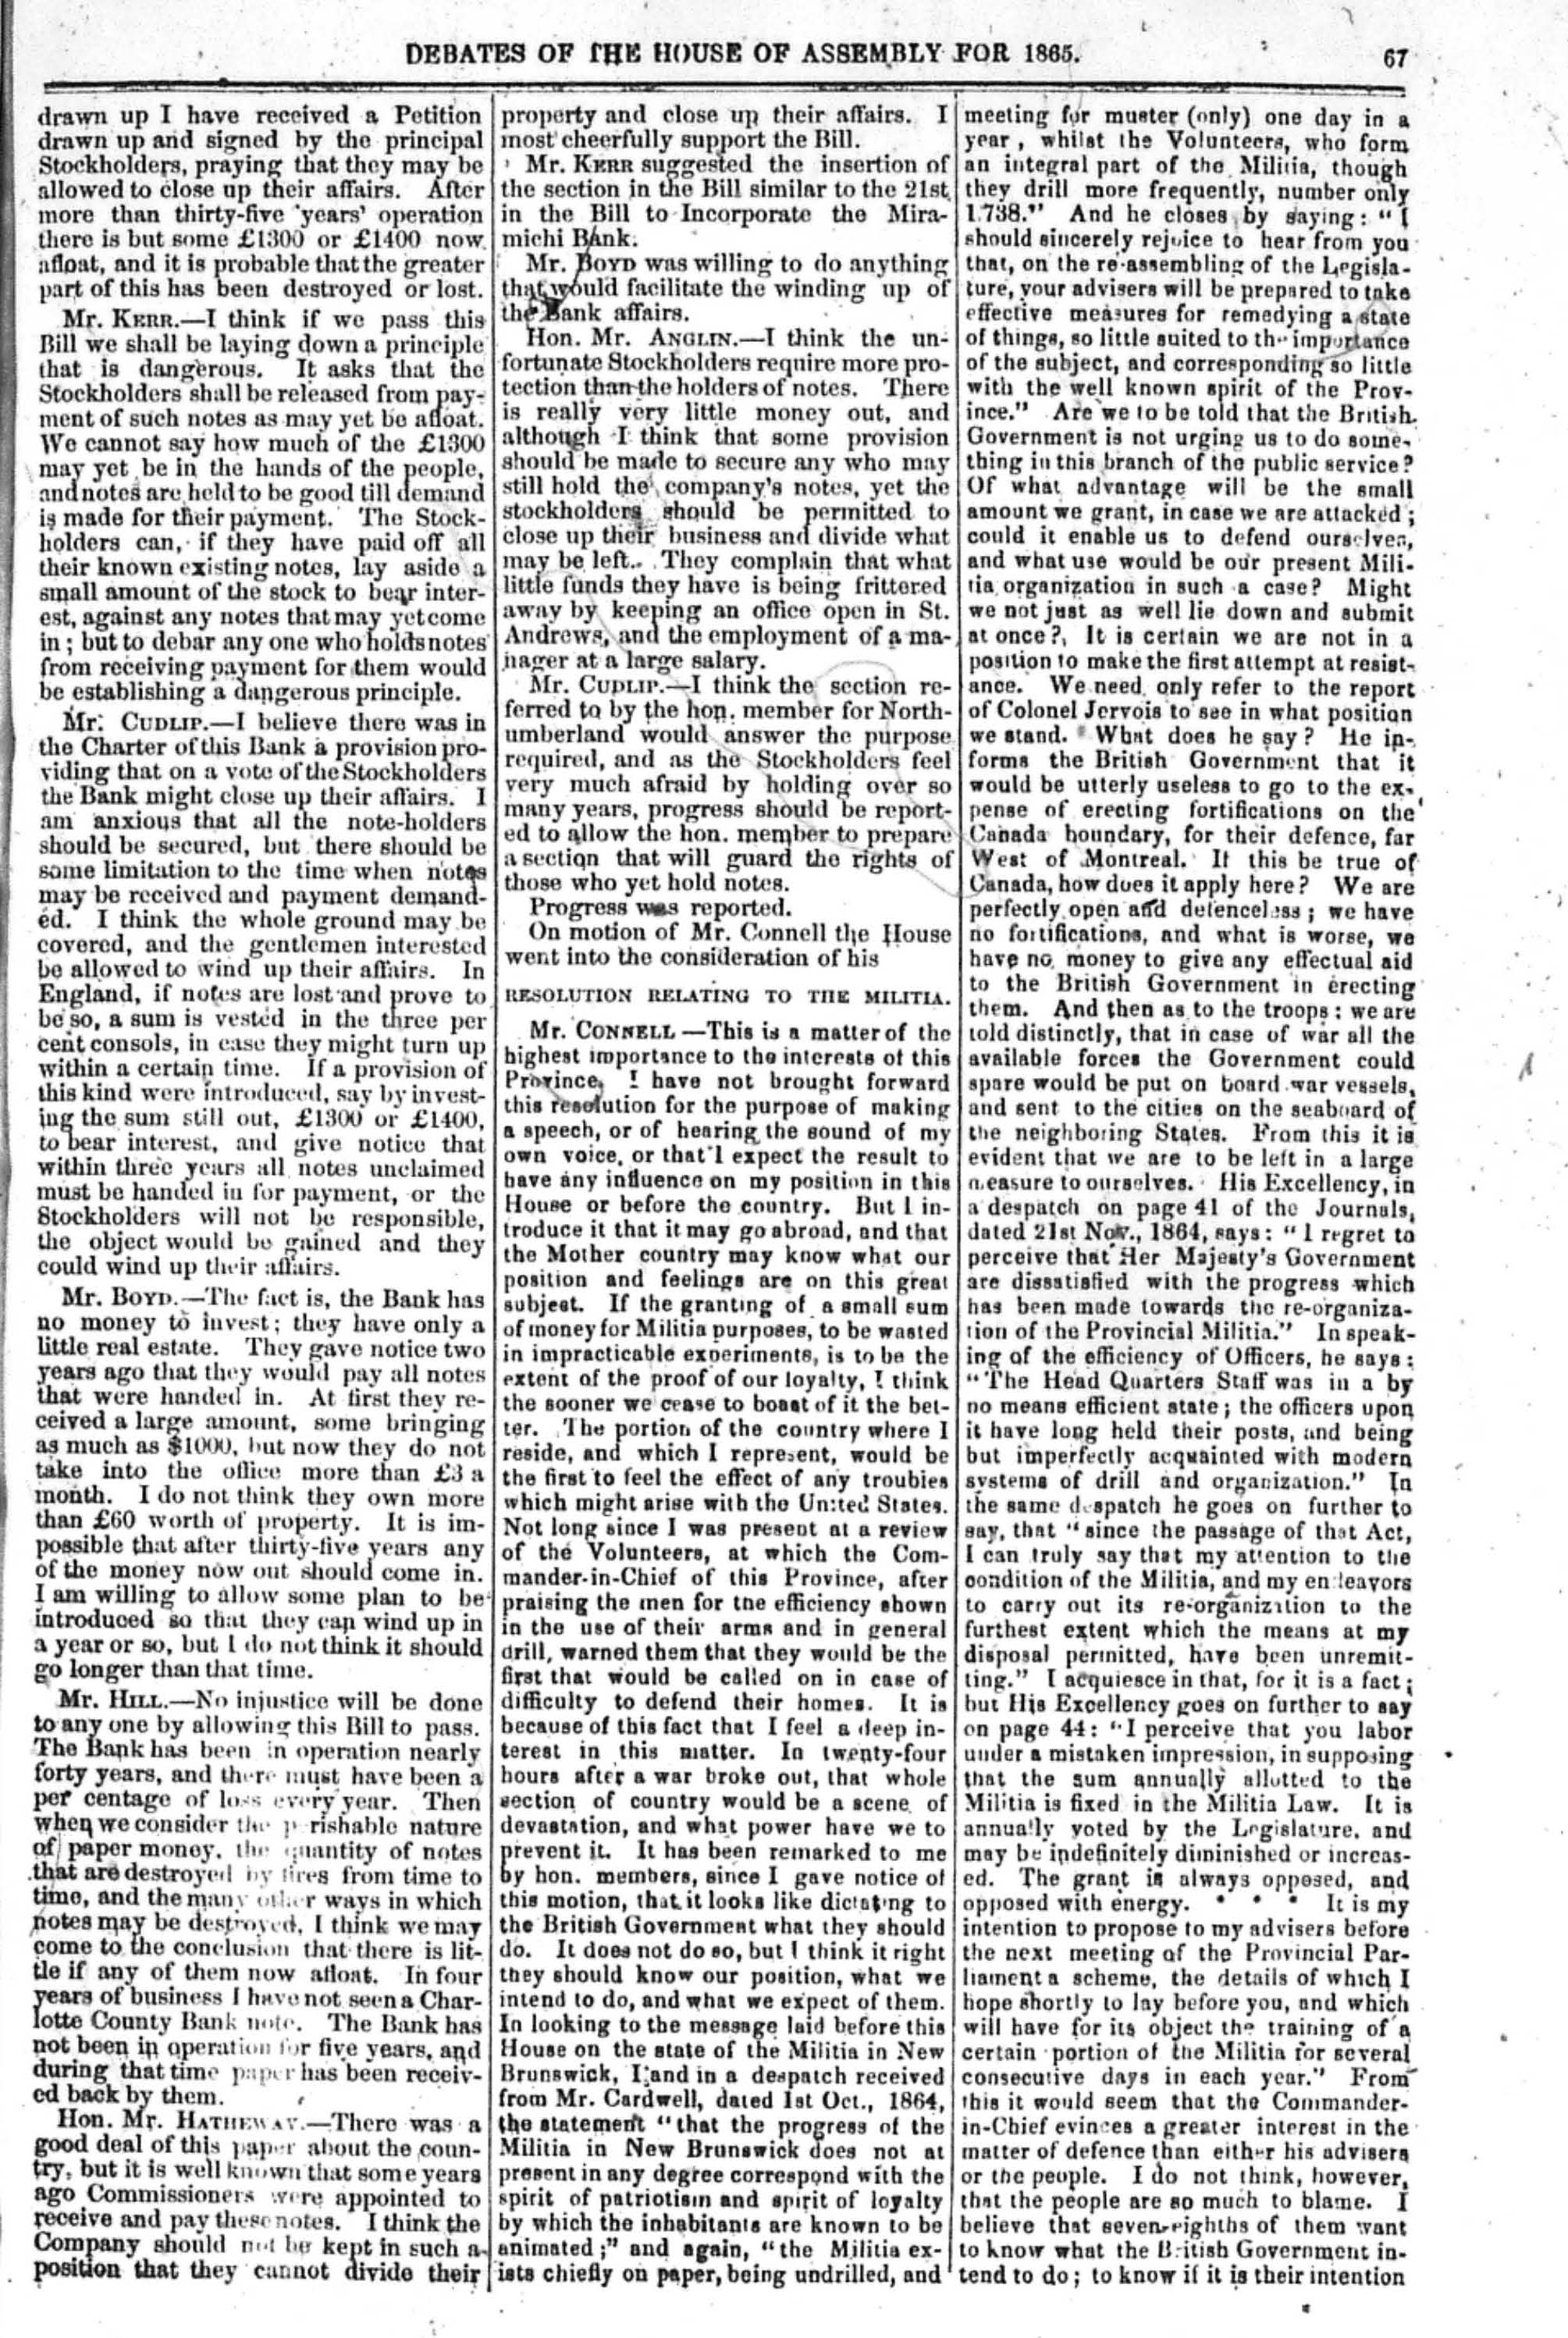 DEBATES OF THE HOUSE OF ASSEMBLY FOR 1865.
67
drawn up I have received a Petition
drawn up and signed by the principal
Stockholders, praying that they may be
allowed to close up their affairs. After
more than thirty-five years' operation
there is but some £1300 or £1400 now
afloat, and it is probable that the greater
part of this has been destroyed or lost.
Mr. KERR.—I think if we pass this
Bill we shall be laying down a principle
that is dangerous. It asks that the
Stockholders shall be released from pay-
ment of such notes as may yet be afloat.
We cannot say how much of the £1300
may yet be in the hands of the people,
and notes are held to be good till demand
is made for their payment. The Stock-
holders can, if they have paid off all
their known existing notes, lay aside a
small amount of the stock to bear inter-
est, against any notes that may yet come
in; but to debar any one who holds notes
from receiving payment for them would
be establishing a dangerous principle.
Mr. CUDLIP.—I believe there was in
the Charter of this Bank a provision pro-
viding that on a vote of the Stockholders
the Bank might close up their affairs. I
am anxious that all the note-holders
should be secured, but there should be
some limitation to the time when notes
may be received and payment demand-
ed. I think the whole ground may be
covered, and the gentlemen interested
be allowed to wind up their affairs. In
England, if notes are lost and prove to
be so, a sum is vested in the three per
cent consols, in case they might turn up
within a certain time. If a provision of
this kind were introduced, say by invest-
ing the sum still out, £1300 or £1400,
to bear interest, and give notice that
within three years all notes unclaimed
must be handed in for payment, or the
Stockholders will not be responsible,
the object would be gained and they
could wind up their affairs.
Mr. BOYD.—The fact is, the Bank has
no money to invest; they have only a
little real estate. They gave notice two
years ago that they would pay all notes
that were handed in. At first they re-
ceived a large amount, some bringing
as much as $1000, but now they do not
take into the office more than £3 a
month. I do not think they own more
than £60 worth of property. It is im-
possible that after thirty-five years any
of the money now out should come in.
I am willing to allow some plan to be
introduced so that they can wind up in
a year or so, but I do not think it should
go longer than that time.
Mr. HILL.—No injustice will be done
to any one by allowing this Bill to pass.
The Bank has been in operation nearly
forty years, and there must have been a
per centage of loss every year. Then
when we consider the perishable nature
of paper money, the quantity of notes
that are destroyed by fires from time to
time, and the many other ways in which
notes may be destroyed, I think we may
come to the conclusion that there is lit-
tle if any of them now afloat. In four
years of business I have not seen a Char-
lotte County Bank note. The Bank has
not been in operation for five years, and
during that time paper has been receiv-
ed back by them.
Hon. Mr. HATHEWAY.—There was a
good deal of this paper about the coun-
try, but it is well known that some years
ago Commissioners were appointed to
receive and pay these notes. I think the
Company should not be kept in such a
position that they cannot divide their
property and close up their affairs. I
most cheerfully support the Bill.
Mr. KERR suggested the insertion of
the section in the Bill similar to the 21st
in the Bill to Incorporate the Mira-
michi Bank.
Mr. BOYD was willing to do anything
that would facilitate the winding up of
the Bank affairs.
Hon. Mr. ANGLIN.—I think the un-
fortunate Stockholders require more pro-
tection than the holders of notes. There
is really very little money out, and
although I think that some provision
should be made to secure any who may
still hold the company's notes, yet the
stockholders should be permitted to
close up their business and divide what
may be left. They complain that what
little funds they have is being frittered
away by keeping an office open in St.
Andrews, and the employment of a ma-
nager at a large salary.
Mr. CUDLIP.—I think the section re-
ferred to by the hon. member for North-
umberland would answer the purpose
required, and as the Stockholders feel
very much afraid by holding over so
many years, progress should be report-
ed to allow the hon. member to prepare
a section that will guard the rights of
those who yet hold notes.
Progress was reported.
On motion of Mr. Connell the House
went into the consideration of his
RESOLUTION RELATING TO THE MILITIA.
Mr. CONNELL—This is a matter of the
highest importance to the interests of this
Province. I have not brought forward
this resolution for the purpose of making
a speech, or of hearing the sound of my
own voice, or that I expect the result to
have any influence on my position in this
House or before the country. But I in-
troduce it that it may go abroad, and that
the Mother country may know what our
position and feelings are on this great
subject. If the granting of a small sum
of money for Militia purposes, to be wasted
in impracticable experiments, is to be the
extent of the proof of our loyalty, I think
the sooner we cease to boast of it the bet-
ter. The portion of the country where I
reside, and which I represent, would be
the first to feel the effect of any troubles
which might arise with the United States.
Not long since I was present at a review
of the Volunteers, at which the Com-
mander-in-Chief of this Province, after
praising the men for the efficiency shown
in the use of their arms and in general
drill, warned them that they would be the
first that would be called on in case of
difficulty to defend their homes. It is
because of this fact that I feel a deep in-
terest in this matter. In twenty-four
hours after a war broke out, that whole
section of country would be a scene of
devastation, and what power have we to
prevent it. It has been remarked to me
by hon. members, since I gave notice of
this motion, that it looks like dictating to
the British Government what they should
do. It does not do so, but I think it right
they should know our position, what we
intend to do, and what we expect of them.
In looking to the message laid before this
House on the state of the Militia in New
Brunswick, I find in a despatch received
from Mr. Cardwell, dated 1st Oct., 1864,
the statement "that the progress of the
Militia in New Brunswick does not at
present in any degree correspond with the
spirit of patriotism and spirit of loyalty
by which the inhabitants are known to be
animated;" and again, "the Militia ex-
ists chiefly on paper, being undrilled, and
meeting for muster (only) one day in a
year, whilst the Volunteers, who form
an integral part of the Militia, though
they drill more frequently, number only
1.738." And he closes by saying: "I
should sincerely rejoice to hear from you
that, on the re-assembling of the Legisla-
ture, your advisers will be prepared to take
effective measures for remedying a state
of things, so little suited to the importance
of the subject, and corresponding so little
with the well known spirit of the Prov-
ince." Are we to be told that the British
Government is not urging us to do some-
thing in this branch of the public service?
Of what advantage will be the small
amount we grant, in case we are attacked;
could it enable us to defend ourselves,
and what use would be our present Mili-
tia organization in such a case? Might
we not just as well lie down and submit
at once? It is certain we are not in a
position to make the first attempt at resist-
ance. We need only refer to the report
of Colonel Jervois to see in what position
we stand. What does he say? He in-
forms the British Government that it
would be utterly useless to go to the ex-
pense of erecting fortifications on the
Canada boundary, for their defence, far
West of Montreal. If this be true of
Canada, how does it apply here? We are
perfectly open and defenceless; we have
no fortifications, and what is worse, we
have no money to give any effectual aid
to the British Government in erecting
them. And then as to the troops: we are
told distinctly, that in case of war all the
available forces the Government could
spare would be put on board war vessels,
and sent to the cities on the seaboard of
the neighboring States. From this it is
evident that we are to be left in a large
measure to ourselves. His Excellency, in
a despatch on page 41 of the Journals,
dated 21st Nov., 1864, says: "I regret to
perceive that Her Majesty's Government
are dissatisfied with the progress which
has been made towards the re-organiza-
tion of the Provincial Militia." In speak-
ing of the efficiency of Officers, he says:
"The Head Quarters Staff was in a by
no means efficient state; the officers upon
it have long held their posts, and being
but imperfectly acquainted with modern
systems of drill and organization." In
the same despatch he goes on further to
say, that "since the passage of that Act,
I can truly say that my attention to the
condition of the Militia, and my endeavors
to carry out its re-organization to the
furthest extent which the means at my
disposal permitted, have been unremit-
ting." I acquiesce in that, for it is a fact;
but His Excellency goes on further to say
on page 44: "I perceive that you labor
under a mistaken impression, in supposing
that the sum annually allotted to the
Militia is fixed in the Militia Law. It is
annually voted by the Legislature, and
may be indefinitely diminished or increas-
ed. The grant is always opposed, and
opposed with energy. * * * It is my
intention to propose to my advisers before
the next meeting of the Provincial Par-
liament a scheme, the details of which I
hope shortly to lay before you, and which
will have for its object the training of a
certain portion of the Militia for several
consecutive days in each year." From
this it would seem that the Commander-
in-Chief evinces a greater interest in the
matter of defence than either his advisers
or the people. I do not think, however,
that the people are so much to blame. I
believe that seven-eighths of them want
to know what the British Government in-
tend to do; to know if it is their intention